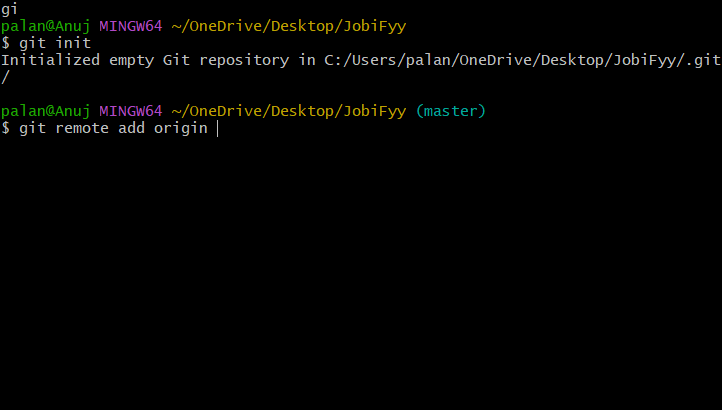 gi
palan@Anuj MINGW64 ~/OneDrive/Desktop/JobiFyy
$ git init
Initialized empty Git repository in C:/Users/palan/OneDrive/Desktop/JobiFyy/.git
/
palan@Anuj MINGW64 ~/OneDrive/Desktop/JobiFyy (master)
$ git remote add origin